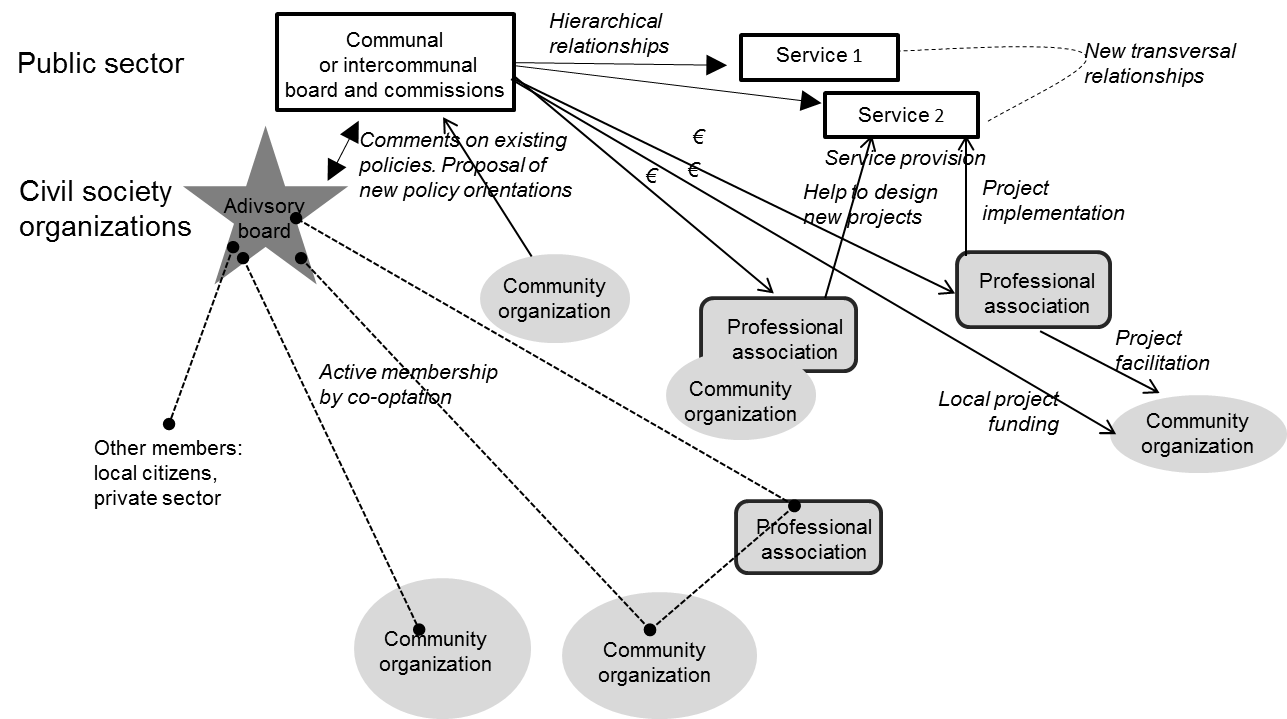 Public sector
Communal
or intercommunal
board and commissions
Hierarchical
relationships
Service 1
Service 2
New transversal
relationships
Civil society
organizations
Adivsory
board
Comments on existing
policies. Proposal of
new policy orientations
€
€
€
Service provision
Help to design
new projects
Project
implementation
Community
organization
Professional
association
Community
organization
Professional
association
Project
facilitation
Local project
funding
Community
organization
Active membership
by co-optation
Other members:
local citizens,
private sector
Professional
association
Community
organization
Community
organization